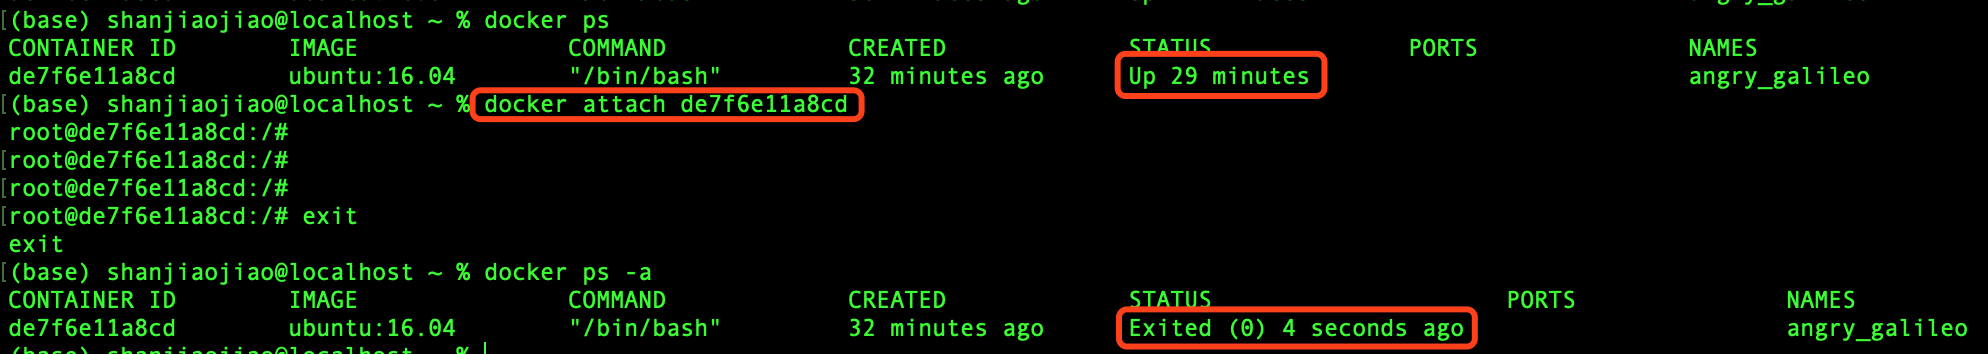 [(base) shanjiaojiao@localhost ~ % docker ps
CONTAINER ID IMAGE COMMAND CREATED STATUS PORTS NAMES
de7f6e11a8cd ubuntu:16.04 "/bin/bash" 32 minutes ago Up 29 minutes angry_galileo
[(base) shanjiaojiao@localhost ~ % docker attach de7f6e11a8cd
root@de7f6e11a8cd:/#
[root@de7f6e11a8cd:/#
[root@de7f6e11a8cd:/#
[root@de7f6e11a8cd:/# exit
exit
[(base) shanjiaojiao@localhost ~ % docker ps -a
CONTAINER ID IMAGE COMMAND CREATED STATUS PORTS NAMES
de7f6e11a8cd ubuntu:16.04 "/bin/bash" 32 minutes ago Exited (0) 4 seconds ago angry_galileo
(base) shanjiaojiao@localhost ~ %